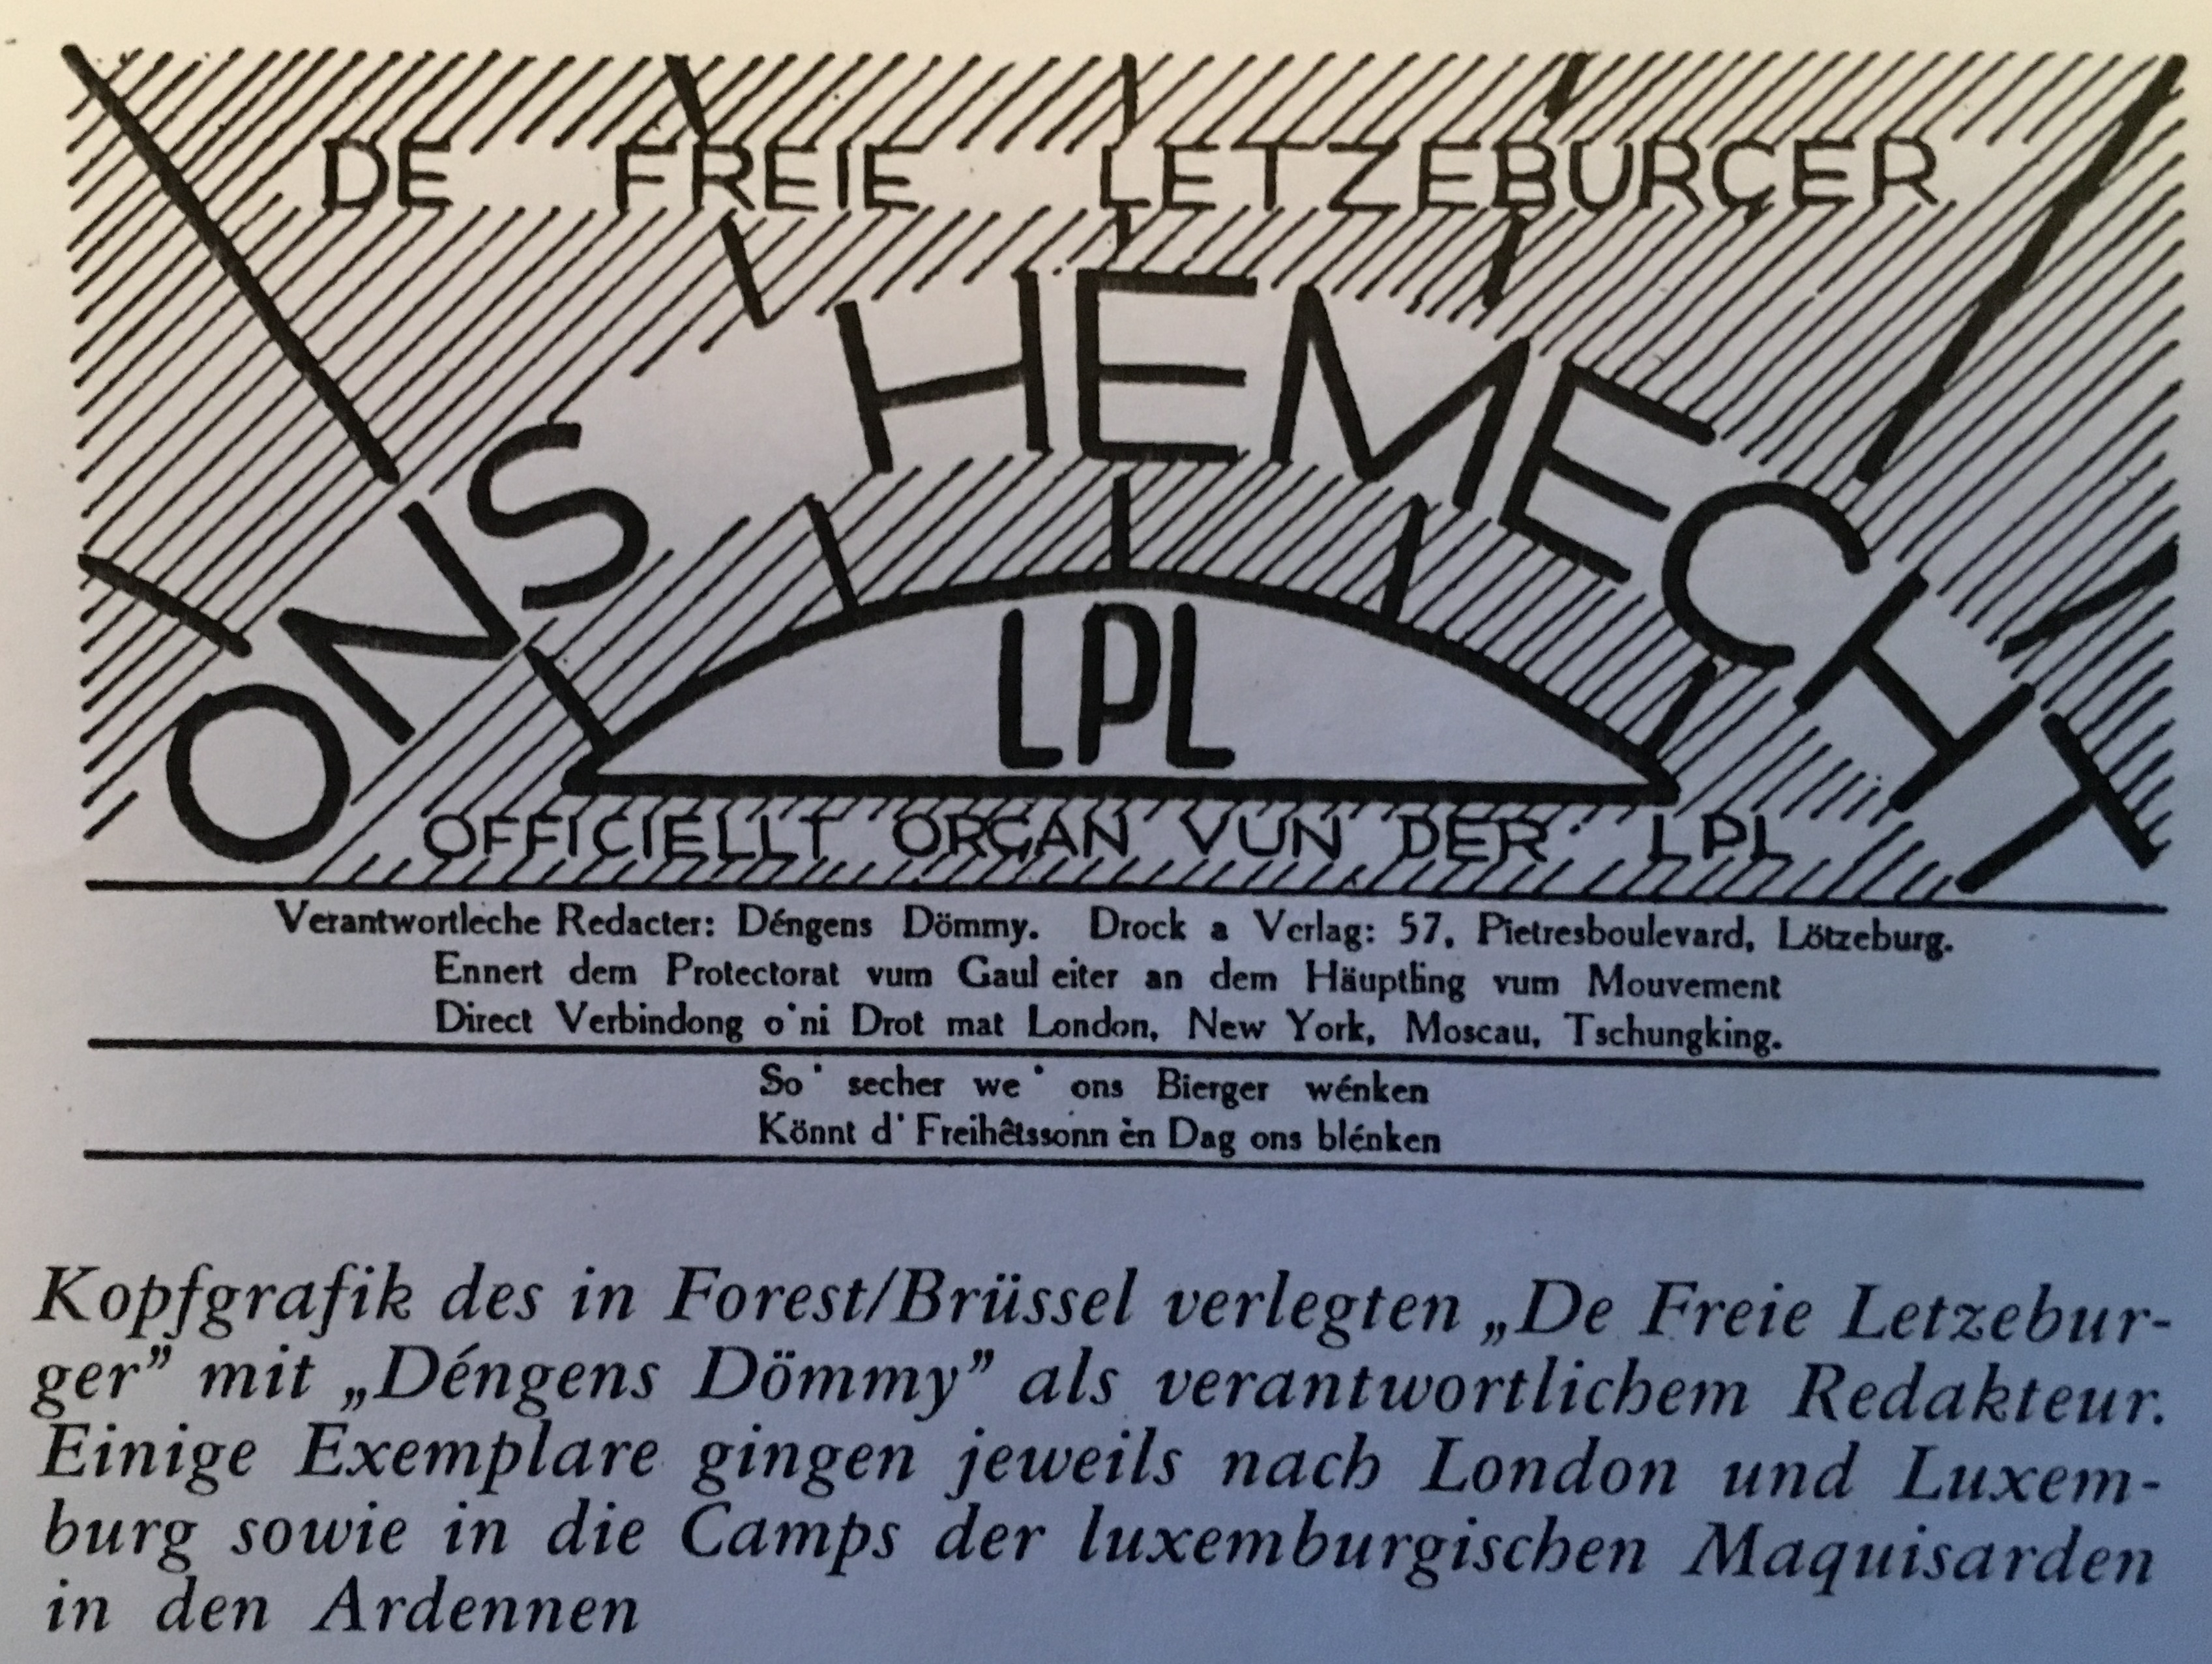 DE FREIE LETZEBURGER
ONS HEMECHT
LPL
OFFICIELLT ORGAN VUN DER LPL
Verantwortleche Redacter: Déngens Dömmy. Drock a Verlag: 57, Pietresboulevard, Lötzeburg.
Ennert dem Protectorat vum Gaul eiter an dem Häuptling vum Mouvement
Direct Verbindong o'ni Drot mat London, New York, Moscau, Tschungking.
So' secher we' ons Bierger wénken
Könnt d' Freihêtssonn èn Dag ons blénken
Kopfgrafik des in Forest/Brüssel verlegten „De Freie Letzebur-
ger” mit „Déngens Dömmy” als verantwortlichem Redakteur.
Einige Exemplare gingen jeweils nach London und Luxem-
burg sowie in die Camps der luxemburgischen Maquisarden
in den Ardennen